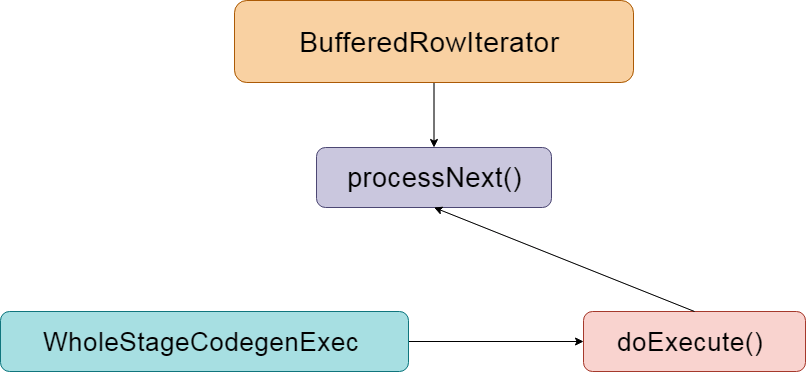 BufferedRowIterator
processNext()
WholeStageCodegenExec
doExecute()